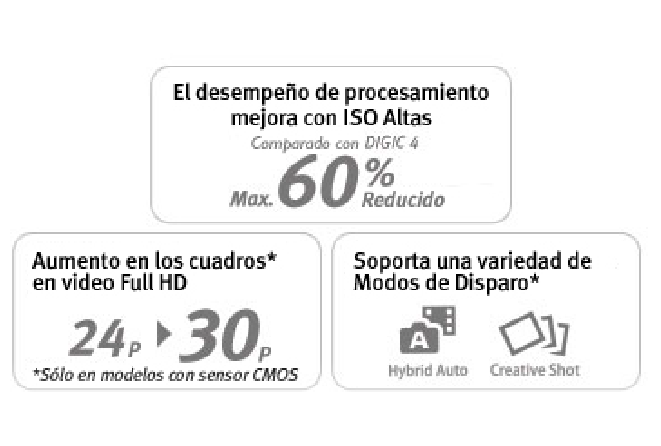 El desempeño de procesamiento
mejora con ISO Altas
Comparado con DIGIC 4
Max. 60% Reducido
Aumento en los cuadros*
en video Full HD
24P 30P
*Sólo en modelos con sensor CMOS
Soporta una variedad de
Modos de Disparo*
A
Hybrid Auto Creative Shot